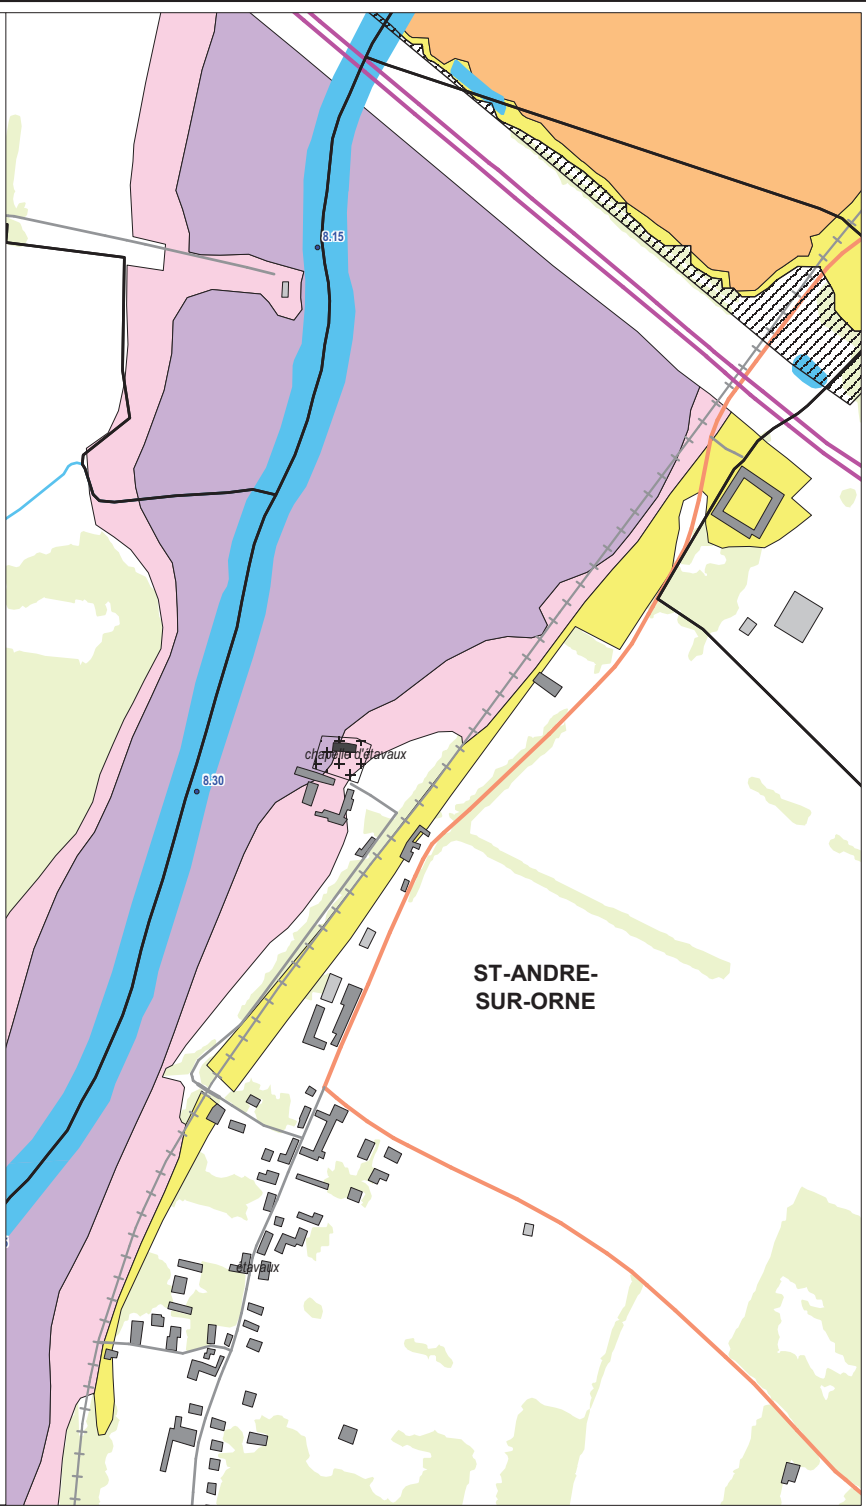 8.15
chapelle d'étavaux
8.30
ST-ANDRE-
SUR-ORNE
étavaux